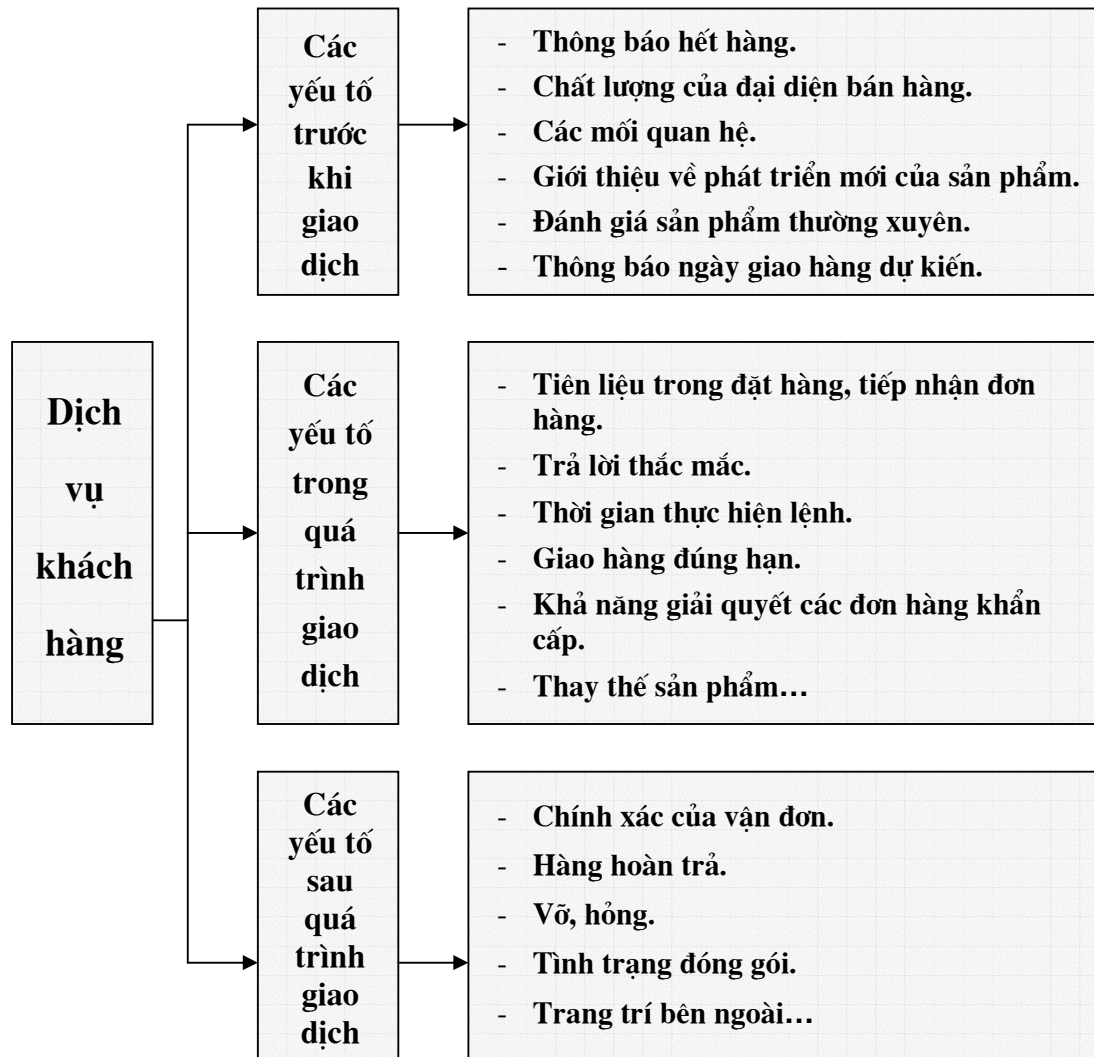 Dịch
vụ
khách
hàng
Các
yếu tố
trước
khi
giao
dịch
- Thông báo hết hàng.
- Chất lượng của đại diện bán hàng.
- Các mối quan hệ.
- Giới thiệu về phát triển mới của sản phẩm.
- Đánh giá sản phẩm thường xuyên.
- Thông báo ngày giao hàng dự kiến.
Các
yếu tố
trong
quá
trình
giao
dịch
- Tiên liệu trong đặt hàng, tiếp nhận đơn
hàng.
- Trả lời thắc mắc.
- Thời gian thực hiện lệnh.
- Giao hàng đúng hạn.
- Khả năng giải quyết các đơn hàng khẩn
cấp.
- Thay thế sản phẩm...
Các
yếu tố
sau
quá
trình
giao
dịch
- Chính xác của vận đơn.
- Hàng hoàn trả.
- Vỡ, hỏng.
- Tình trạng đóng gói.
- Trang trí bên ngoài...